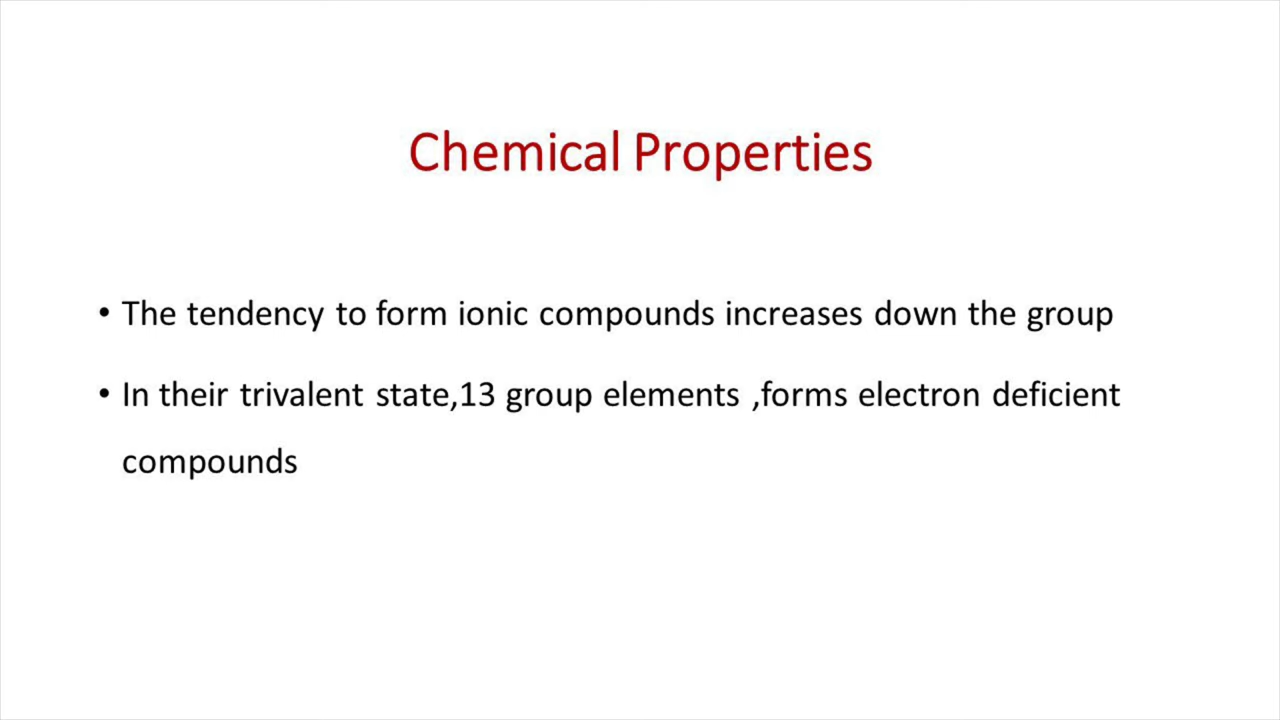 Chemical Properties
• The tendency to form ionic compounds increases down the group
• In their trivalent state,13 group elements ,forms electron deficient
compounds